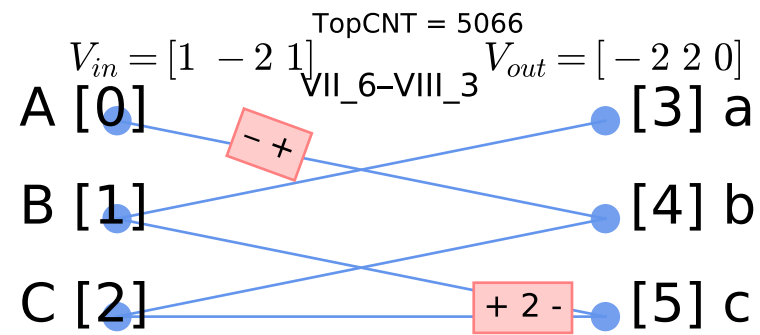 TopCNT = 5066
V_in = [1 − 2 1]
V_out = [− 2 2 0]
VII_6–VIII_3
A [0]
[3] a
− +
B [1]
[4] b
C [2]
+ 2 -
[5] c